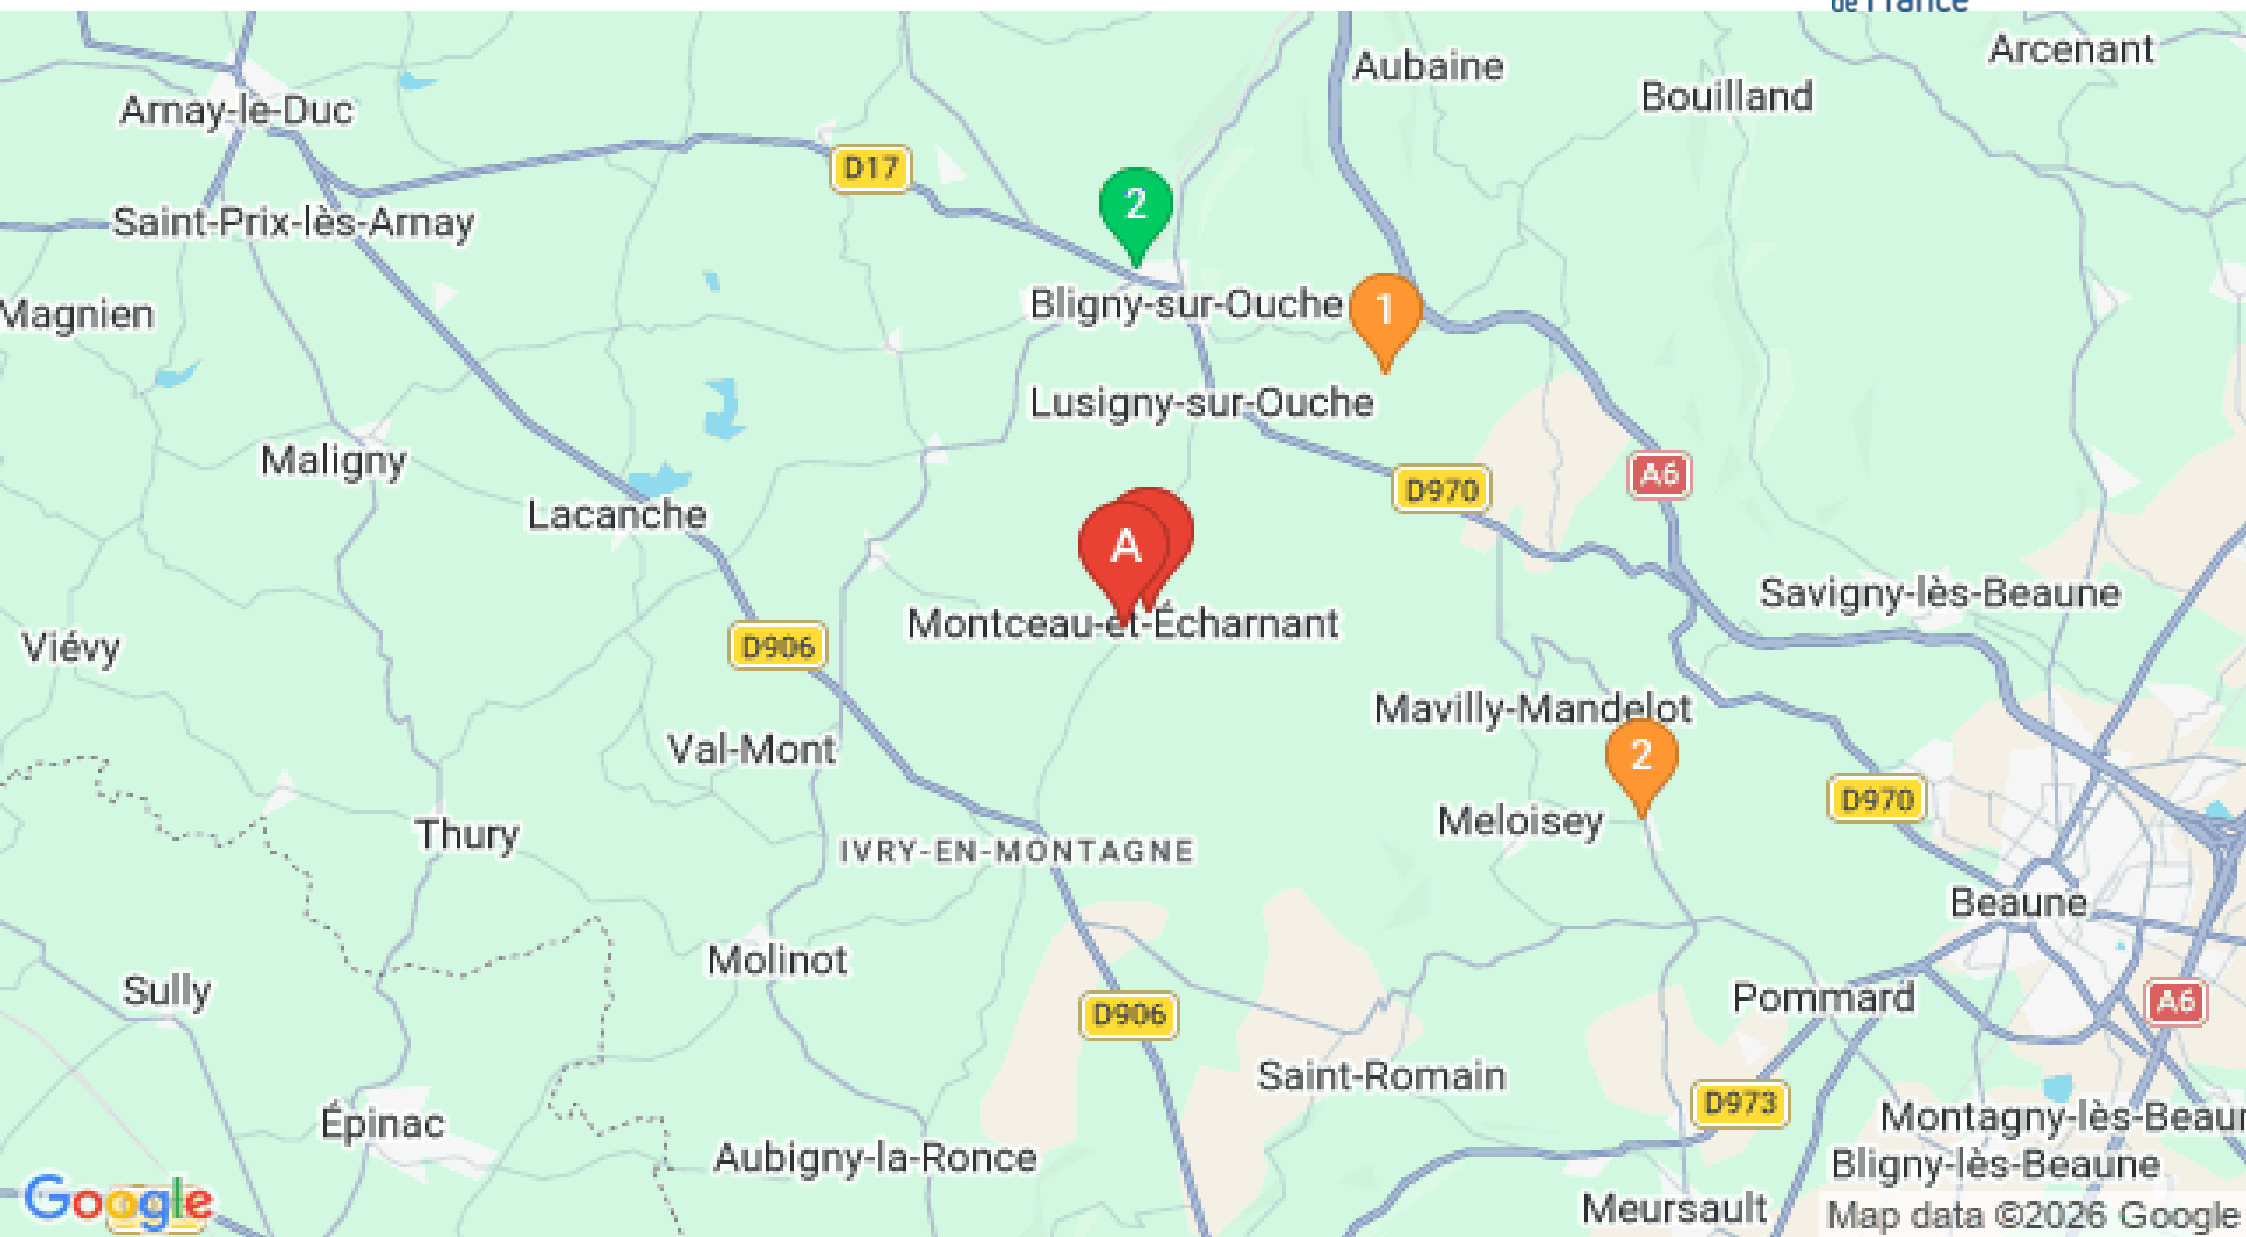 de France
Arcenant
Aubaine
Bouilland
Arnay-le-Duc
D17
2
Saint-Prix-lès-Arnay
Magnien
Bligny-sur-Ouche
1
Lusigny-sur-Ouche
Maligny
A6
D970
Lacanche
A
Savigny-lès-Beaune
Montceau-et-Écharnant
D906
Viévy
Mavilly-Mandelot
Val-Mont
2
D970
Meloisey
Thury
IVRY-EN-MONTAGNE
Beaune
Molinot
Sully
Pommard
A6
D906
Saint-Romain
D973
Épinac
Montagny-lès-Beaun
Aubigny-la-Ronce
Bligny-lès-Beaune
Google
Meursault
Map data ©2026 Google